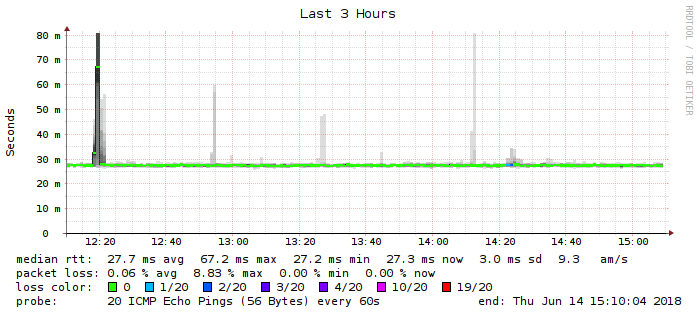 Last 3 Hours
RRDTOOL / TOBI OETIKER
Seconds
80 m
70 m
60 m
50 m
40 m
30 m
20 m
10 m
0
12:20 12:40 13:00 13:20 13:40 14:00 14:20 14:40 15:00
median rtt: 27.7 ms avg 67.2 ms max 27.2 ms min 27.3 ms now 3.0 ms sd 9.3 am/s
packet loss: 0.06 % avg 8.83 % max 0.00 % min 0.00 % now
loss color: 0 1/20 2/20 3/20 4/20 10/20 19/20
probe: 20 ICMP Echo Pings (56 Bytes) every 60s end: Thu Jun 14 15:10:04 2018